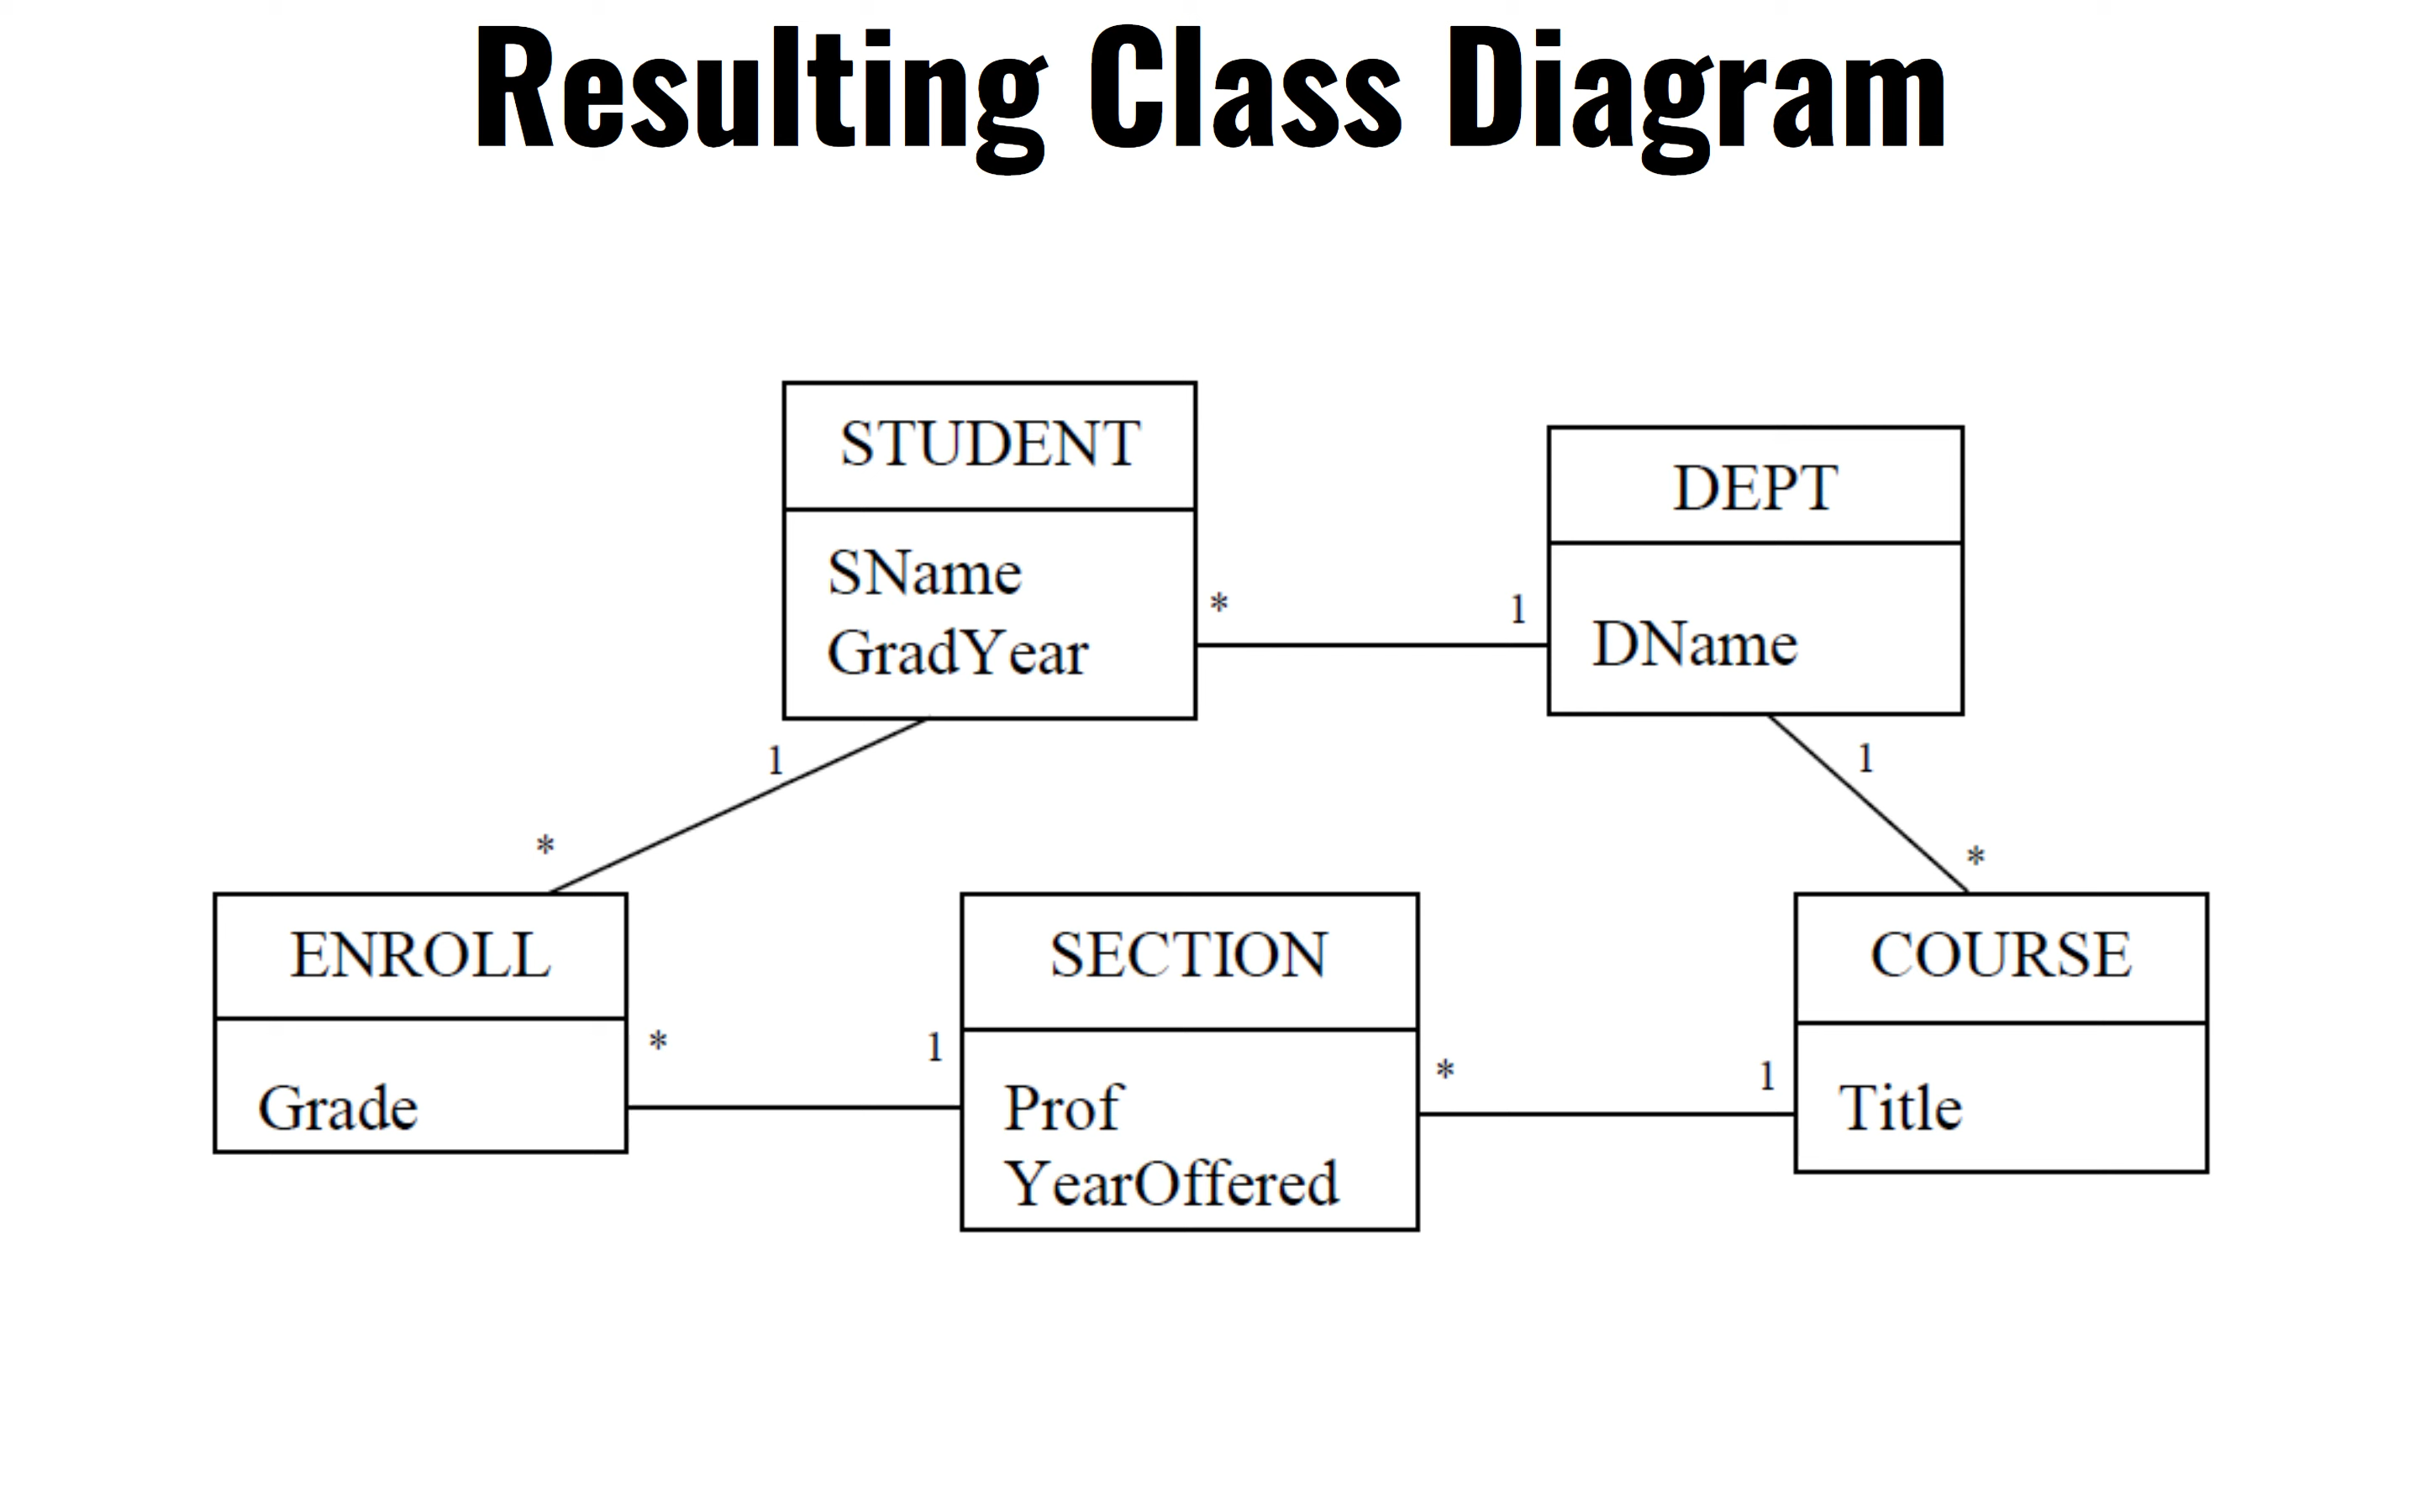 Resulting Class Diagram
STUDENT
SName
GradYear
DEPT
DName
* 1
1
*
1
*
ENROLL
Grade
* 1
SECTION
Prof
YearOffered
* 1
COURSE
Title